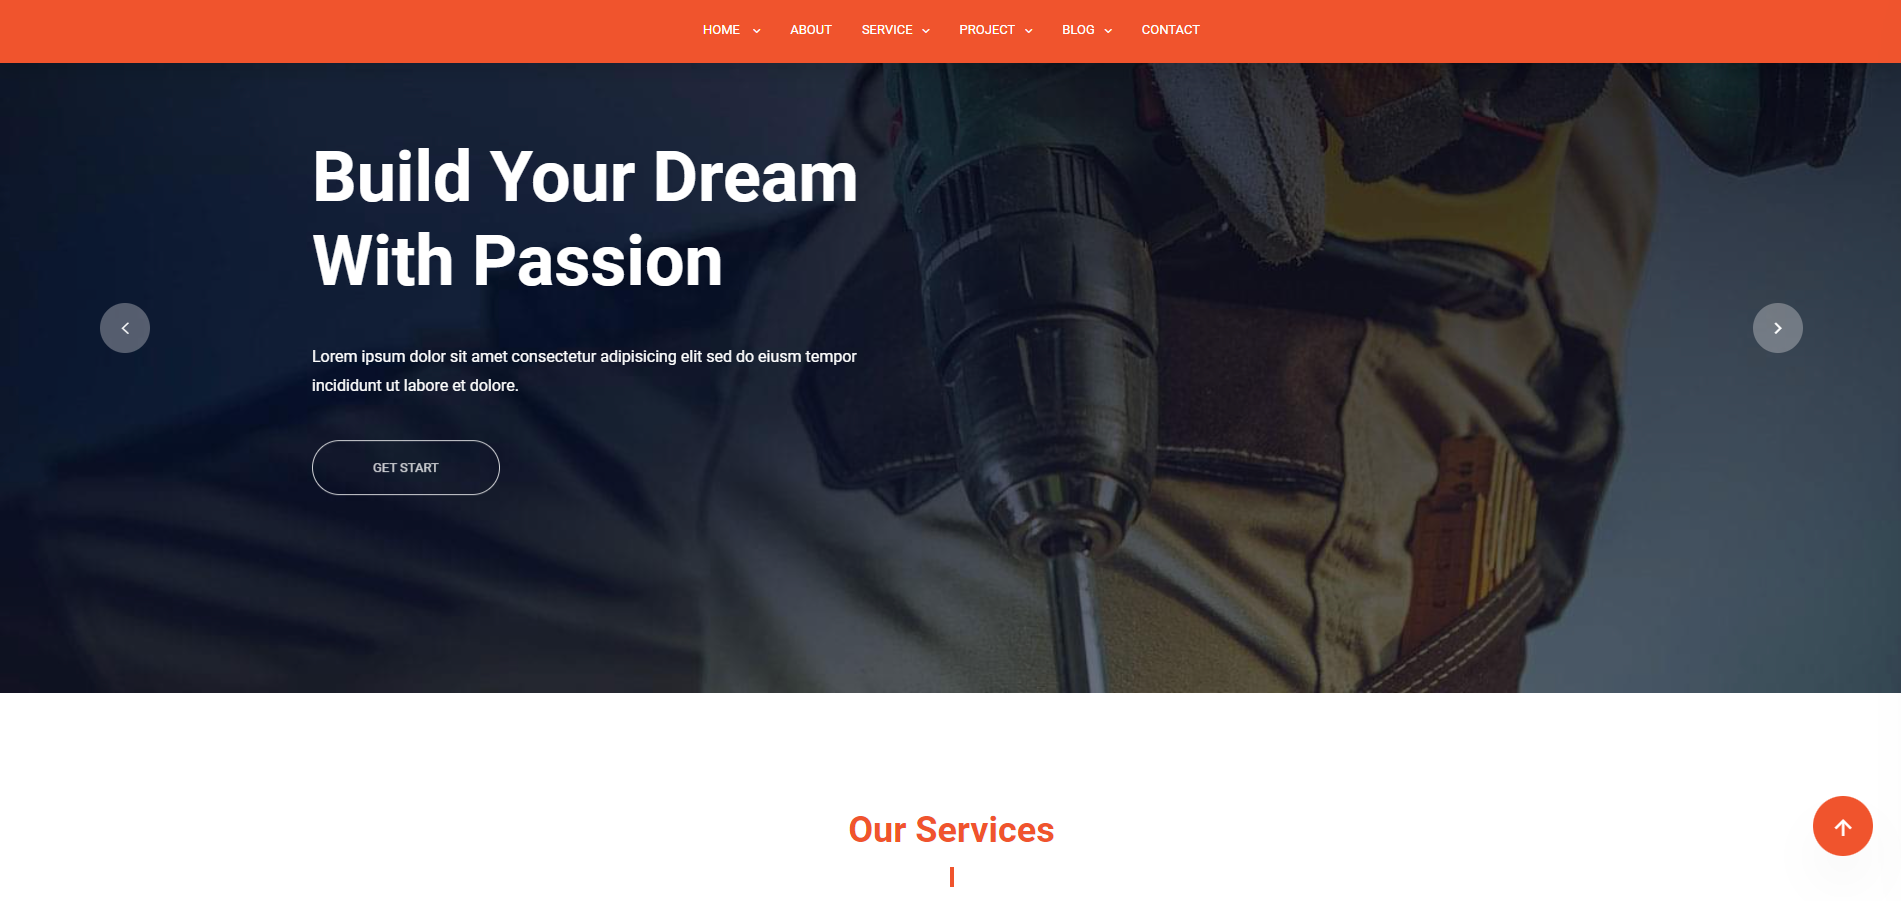 HOME ABOUT SERVICE PROJECT BLOG CONTACT
Build Your Dream
With Passion
Lorem ipsum dolor sit amet consectetur adipisicing elit sed do eiusm tempor
incididunt ut labore et dolore.
GET START
Our Services